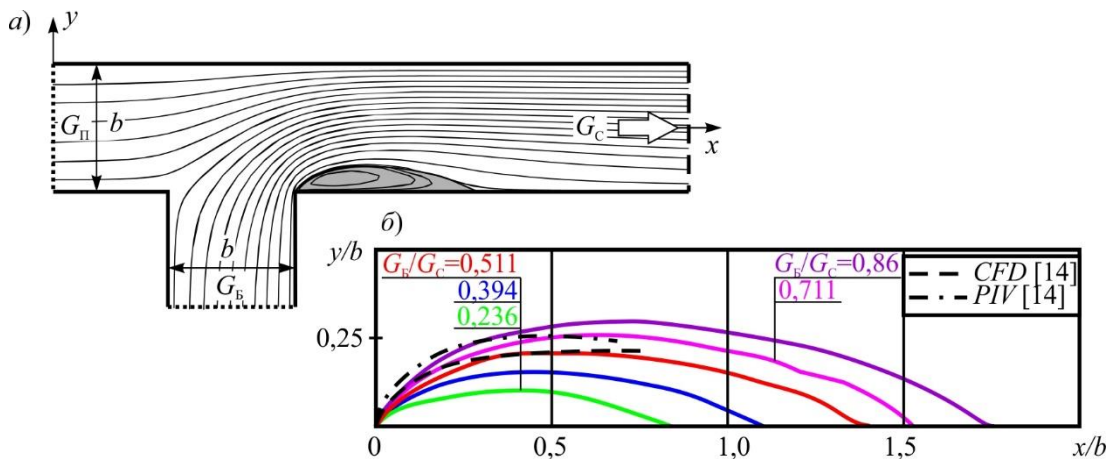 а)
y
G_П
b
G_С
x
b
G_Б
б)
y/b
G_Б/G_С=0,511
0,394
0,236
G_Б/G_С=0,86
0,711
CFD [14]
PIV [14]
0,25
0
0,5
1,0
1,5
x/b